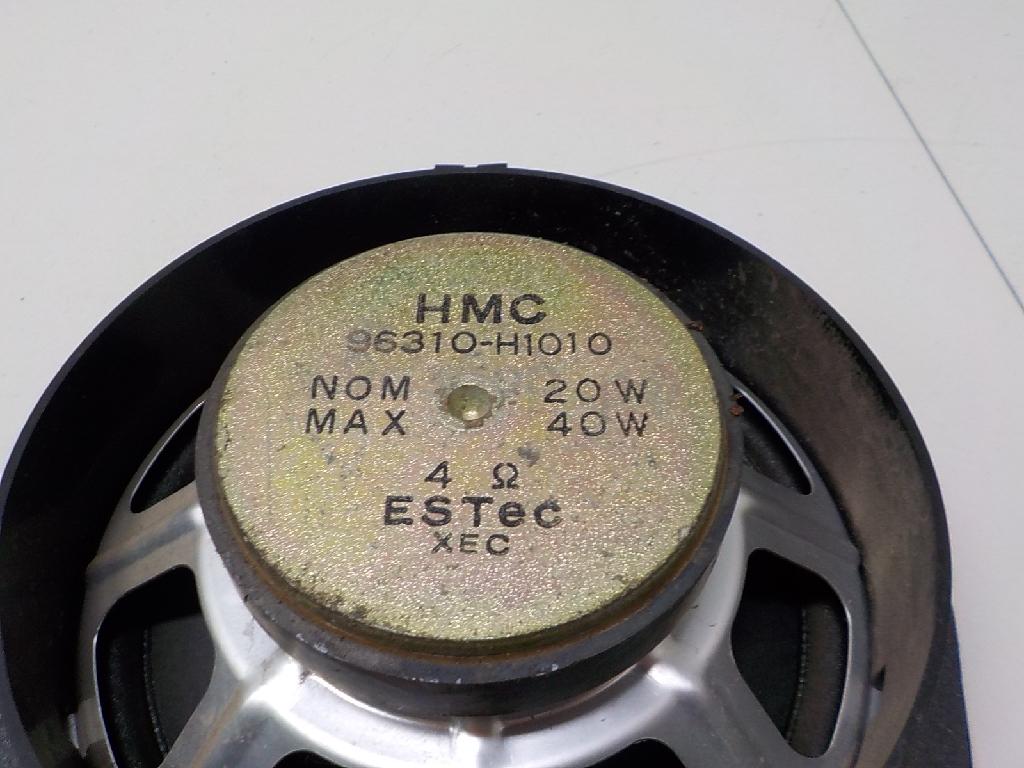 HMC
96310-H1010
NOM 20W
MAX 40W
4 Ω
ESTec
XEC